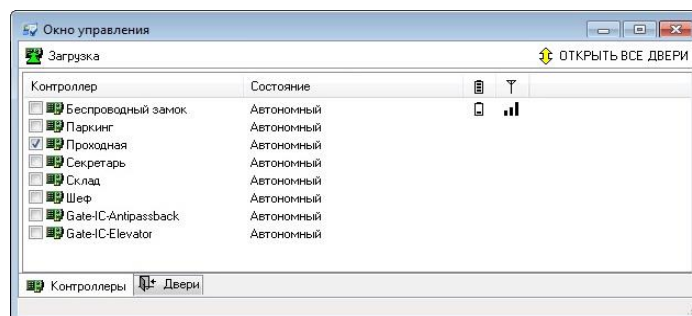 Окно управления
Загрузка ОТКРЫТЬ ВСЕ ДВЕРИ
Контроллер Состояние
Беспроводный замок Автономный
Паркинг Автономный
Проходная Автономный
Секретарь Автономный
Склад Автономный
Шеф Автономный
Gate-IC-Antipassback Автономный
Gate-IC-Elevator Автономный
Контроллеры Двери